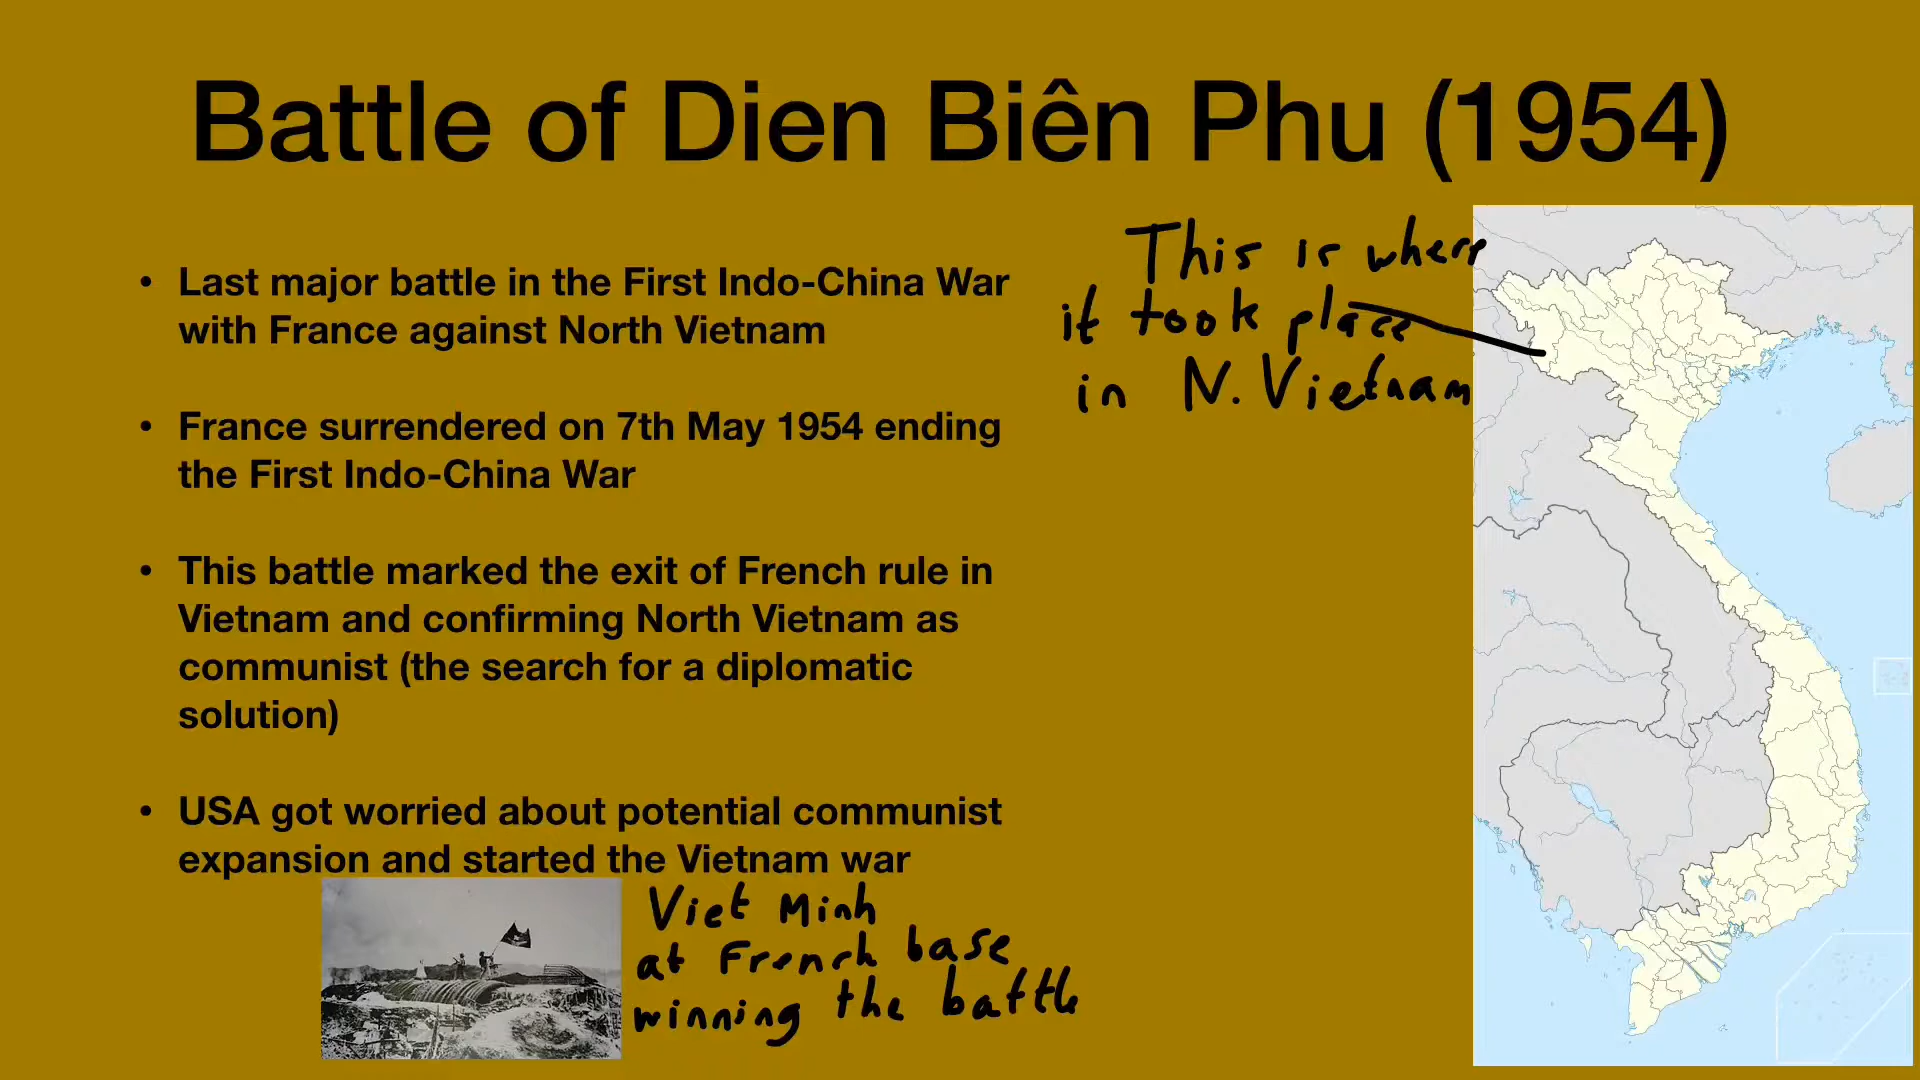 Battle of Dien Biên Phu (1954)
• Last major battle in the First Indo-China War
with France against North Vietnam
• France surrendered on 7th May 1954 ending
the First Indo-China War
• This battle marked the exit of French rule in
Vietnam and confirming North Vietnam as
communist (the search for a diplomatic
solution)
• USA got worried about potential communist
expansion and started the Vietnam war
This is where
it took place
in N. Vietnam
Viet Minh
at French base
winning the battle